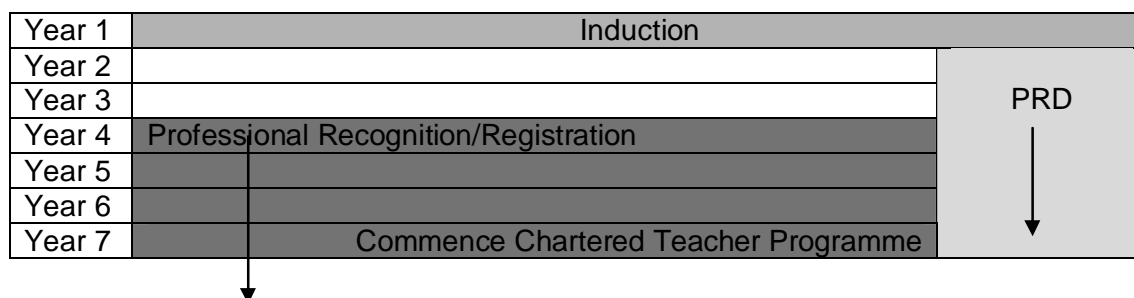 Year 1 Induction
Year 2
Year 3 PRD
Year 4 Professional Recognition/Registration
Year 5
Year 6
Year 7 Commence Chartered Teacher Programme